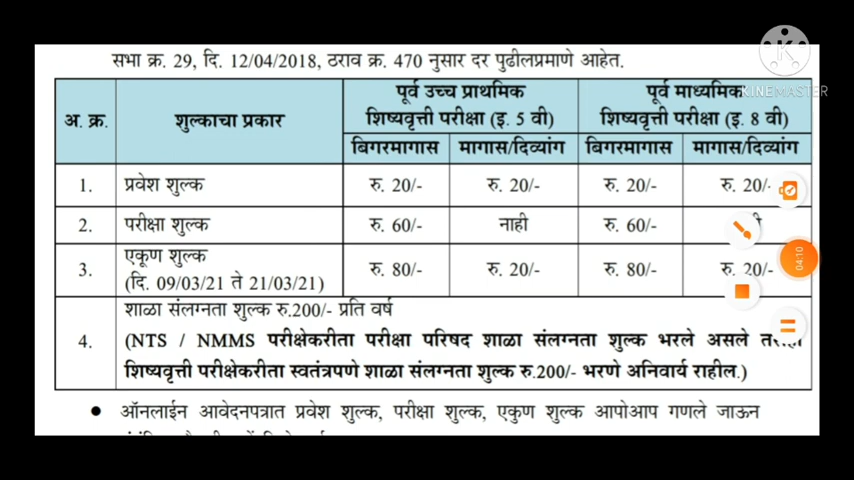 सभा क्र. 29, दि. 12/04/2018, ठराव क्र. 470 नुसार दर पुढीलप्रमाणे आहेत.
KINEMASTER
अ. क्र. शुल्काचा प्रकार पूर्व उच्च प्राथमिक शिष्यवृत्ती परीक्षा (इ. 5 वी) पूर्व माध्यमिक शिष्यवृत्ती परीक्षा (इ. 8 वी)
बिगरमागास मागास/दिव्यांग बिगरमागास मागास/दिव्यांग
1. प्रवेश शुल्क रु. 20/- रु. 20/- रु. 20/- रु. 20/-
2. परीक्षा शुल्क रु. 60/- नाही रु. 60/-
3. एकूण शुल्क (दि. 09/03/21 ते 21/03/21) रु. 80/- रु. 20/- रु. 80/- रु. 20/-
04:10
4. शाळा संलग्नता शुल्क रु.200/- प्रति वर्ष
(NTS / NMMS परीक्षेकरीता परीक्षा परिषद शाळा संलग्नता शुल्क भरले असले
शिष्यवृत्ती परीक्षेकरीता स्वतंत्रपणे शाळा संलग्नता शुल्क रु.200/- भरणे अनिवार्य राहील.)
● ऑनलाईन आवेदनपत्रात प्रवेश शुल्क, परीक्षा शुल्क, एकुण शुल्क आपोआप गणले जाऊन